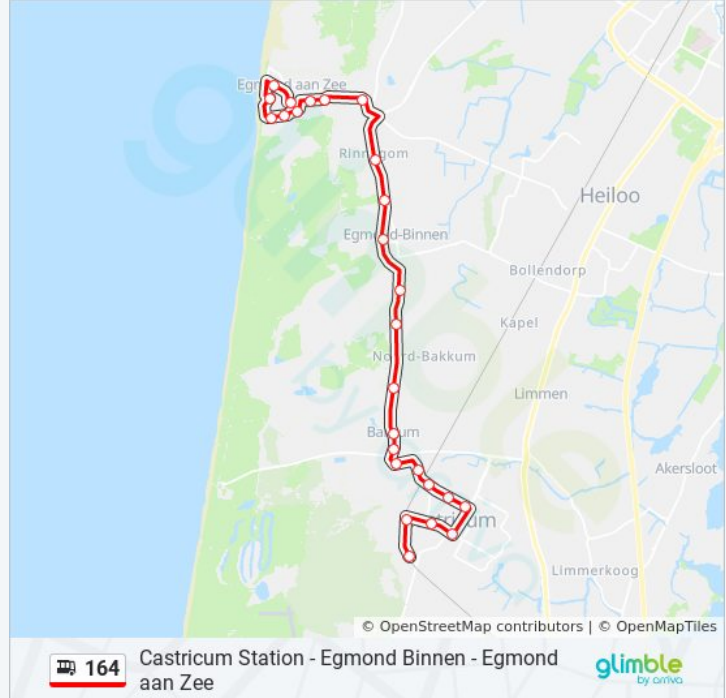 Egmond aan Zee
Rinnegom
Heiloo
Egmond-Binnen
Bollendorp
Kapel
Noord-Bakkum
Limmen
Bakkum
Akersloot
Castricum
Limmerkoog
© OpenStreetMap contributors | © OpenMapTiles
164
Castricum Station - Egmond Binnen - Egmond
aan Zee
glimble
by arriva